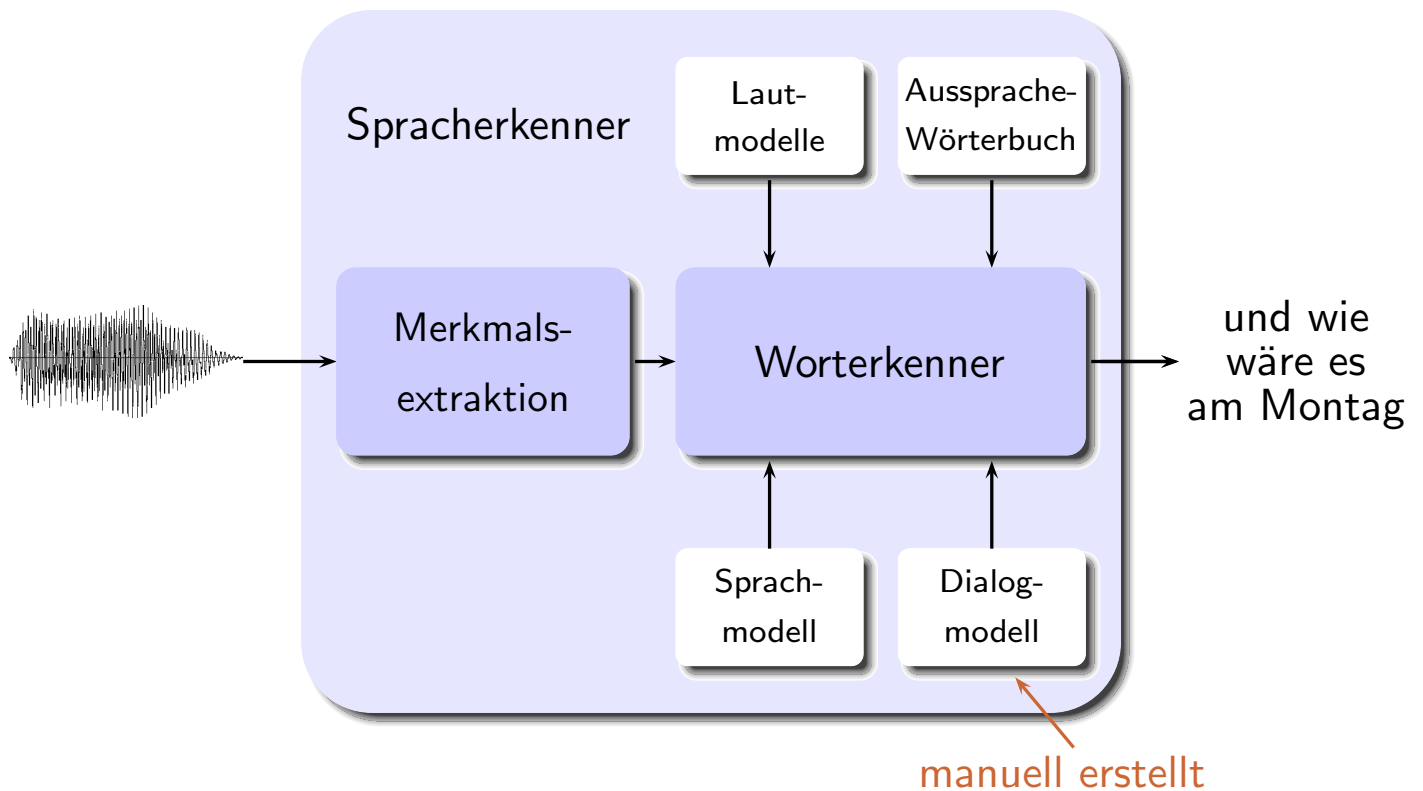 Spracherkenner
Laut-
modelle
Aussprache-
Wörterbuch
Merkmals-
extraktion
Worterkenner
und wie
wäre es
am Montag
Sprach-
modell
Dialog-
modell
manuell erstellt